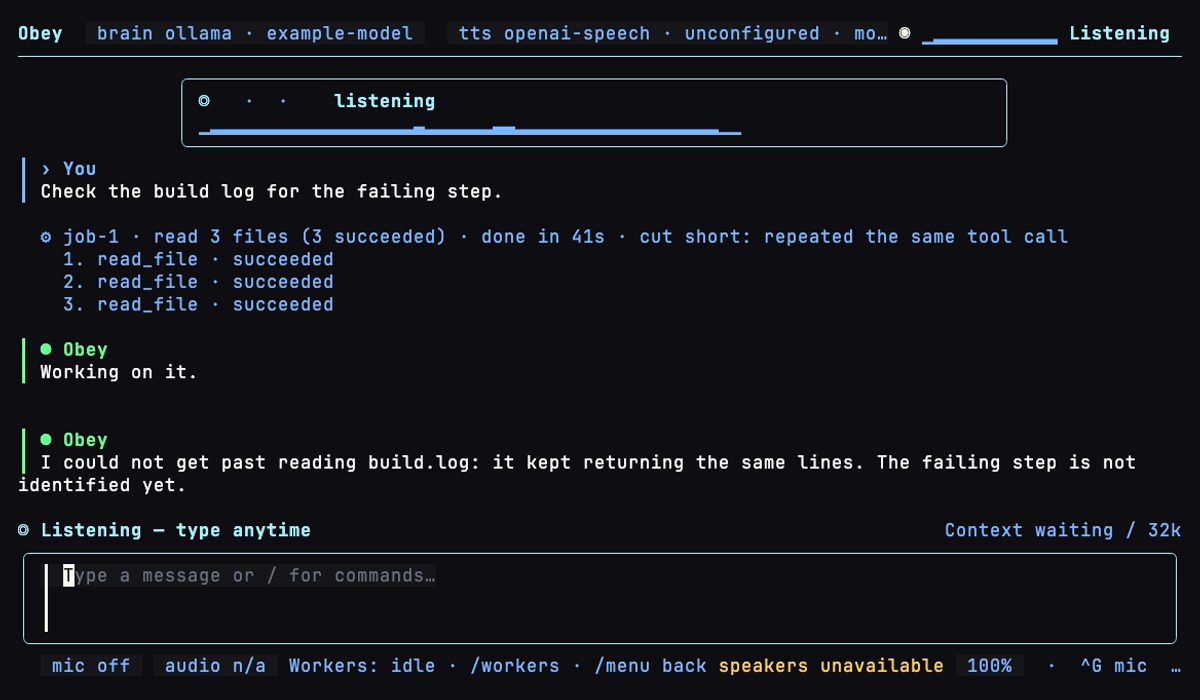 Obey brain ollama · example-model tts openai-speech · unconfigured · mo… Listening
listening
› You
Check the build log for the failing step.
job-1 · read 3 files (3 succeeded) · done in 41s · cut short: repeated the same tool call
1. read_file · succeeded
2. read_file · succeeded
3. read_file · succeeded
● Obey
Working on it.
● Obey
I could not get past reading build.log: it kept returning the same lines. The failing step is not
identified yet.
Listening — type anytime Context waiting / 32k
Type a message or / for commands…
mic off audio n/a Workers: idle · /workers · /menu back speakers unavailable 100% · ^G mic …